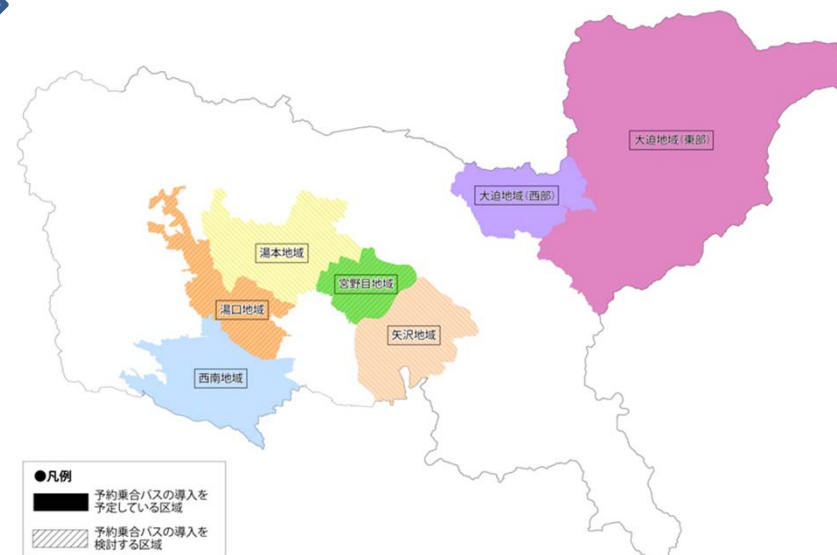 大迫地域(東部)
大迫地域(西部)
湯本地域
宮野目地域
湯口地域
矢沢地域
西南地域
●凡例
予約乗合バスの導入を
予定している区域
予約乗合バスの導入を
検討する区域